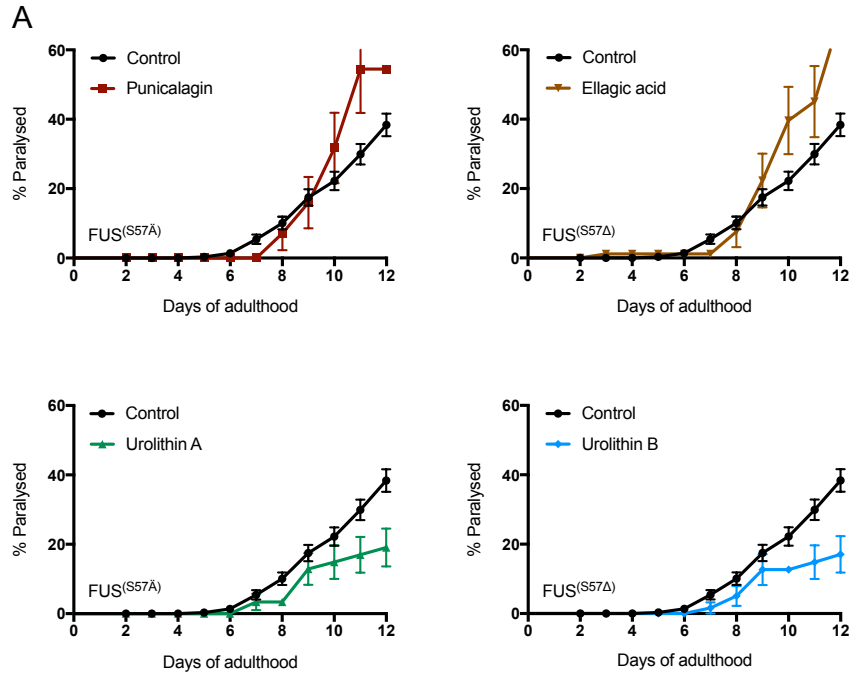 A
60
40
20
0
% Paralysed
Control
Punicalagin
FUS(S57Ä)
0 2 4 6 8 10 12
Days of adulthood
60
40
20
0
% Paralysed
Control
Ellagic acid
FUS(S57Δ)
0 2 4 6 8 10 12
Days of adulthood
60
40
20
0
% Paralysed
Control
Urolithin A
FUS(S57Ä)
0 2 4 6 8 10 12
Days of adulthood
60
40
20
0
% Paralysed
Control
Urolithin B
FUS(S57Δ)
0 2 4 6 8 10 12
Days of adulthood